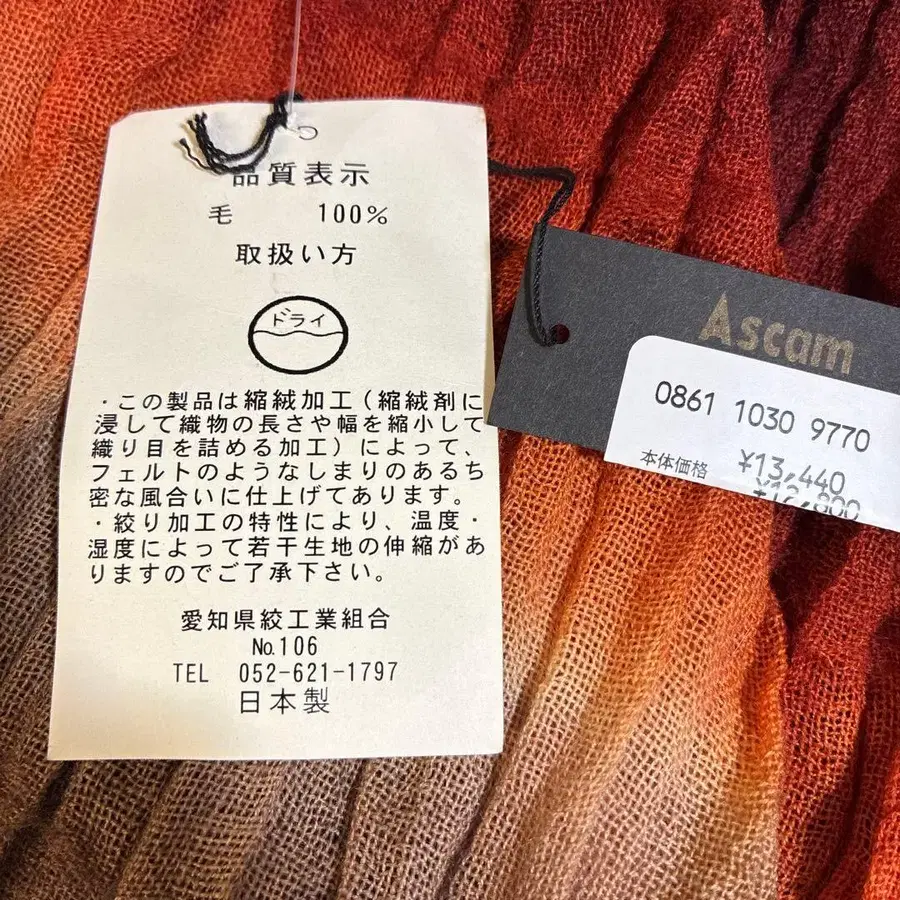 品質表示
毛 100%
取扱い方
ドライ
・この製品は縮絨加工(縮絨剤に
浸して織物の長さや幅を縮小して
織り目を詰める加工)によって、
フェルトのようなしまりのあるち
密な風合いに仕上げてあります。
・絞り加工の特性により、温度・
湿度によって若干生地の伸縮があ
りますのでご了承下さい。
愛知県絞工業組合
No.106
TEL 052-621-1797
日本製
Ascam
0861 1030 9770
本体価格 ¥13,440
¥12,800